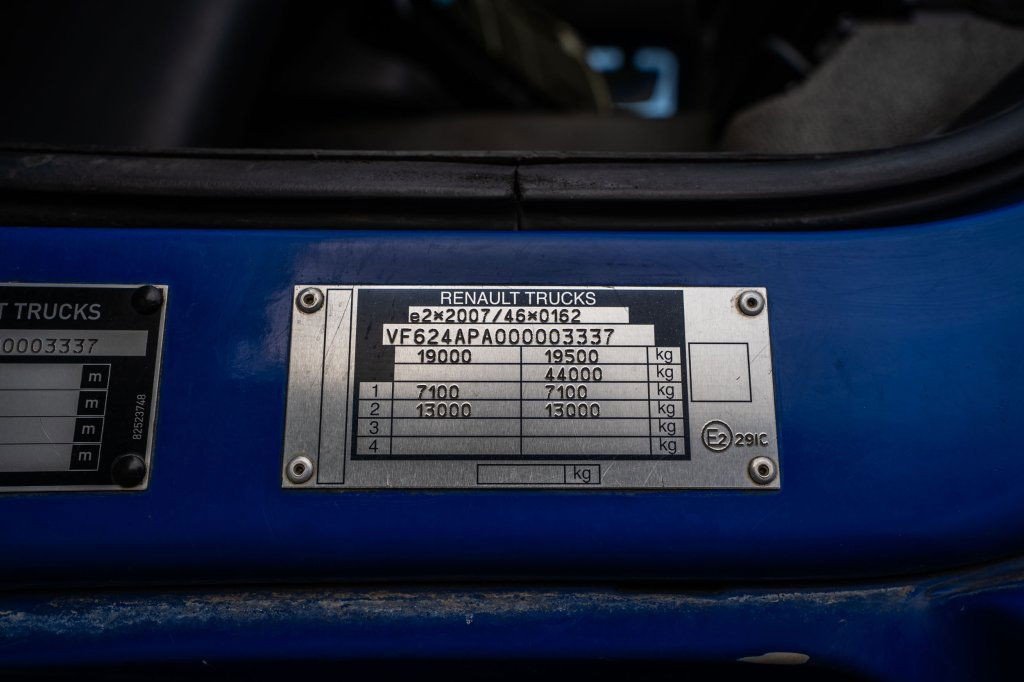 T TRUCKS
0003337
m
m
m
m
82523748
RENAULT TRUCKS
e2*2007/46*0162
VF624APA000003337
19000 19500 kg
44000 kg
1 7100 7100 kg
2 13000 13000 kg
3 kg
4 kg
kg
E2 291C